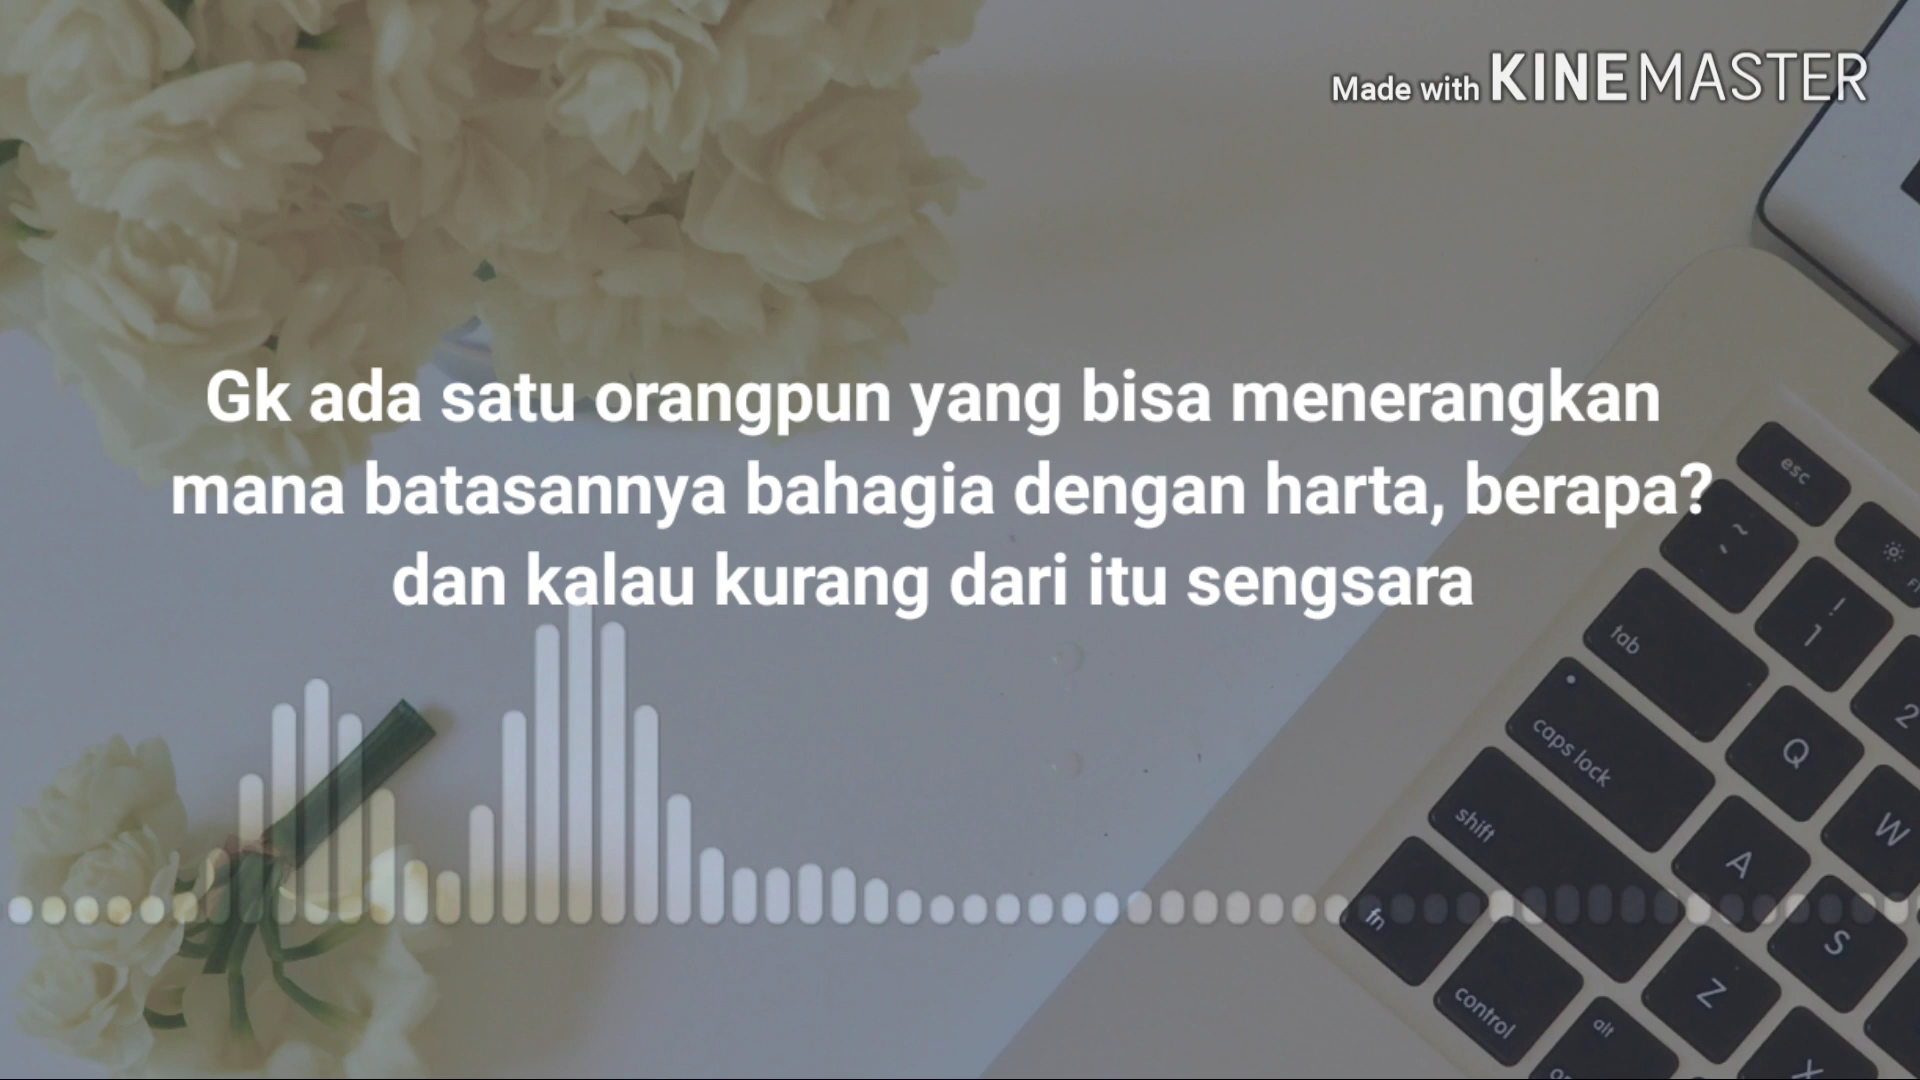 Made with KINEMASTER
Gk ada satu orangpun yang bisa menerangkan
mana batasannya bahagia dengan harta, berapa?
dan kalau kurang dari itu sengsara
esc
~
`
!
1
2
tab
Q
W
caps lock
A
S
shift
Z
X
fn
control
alt